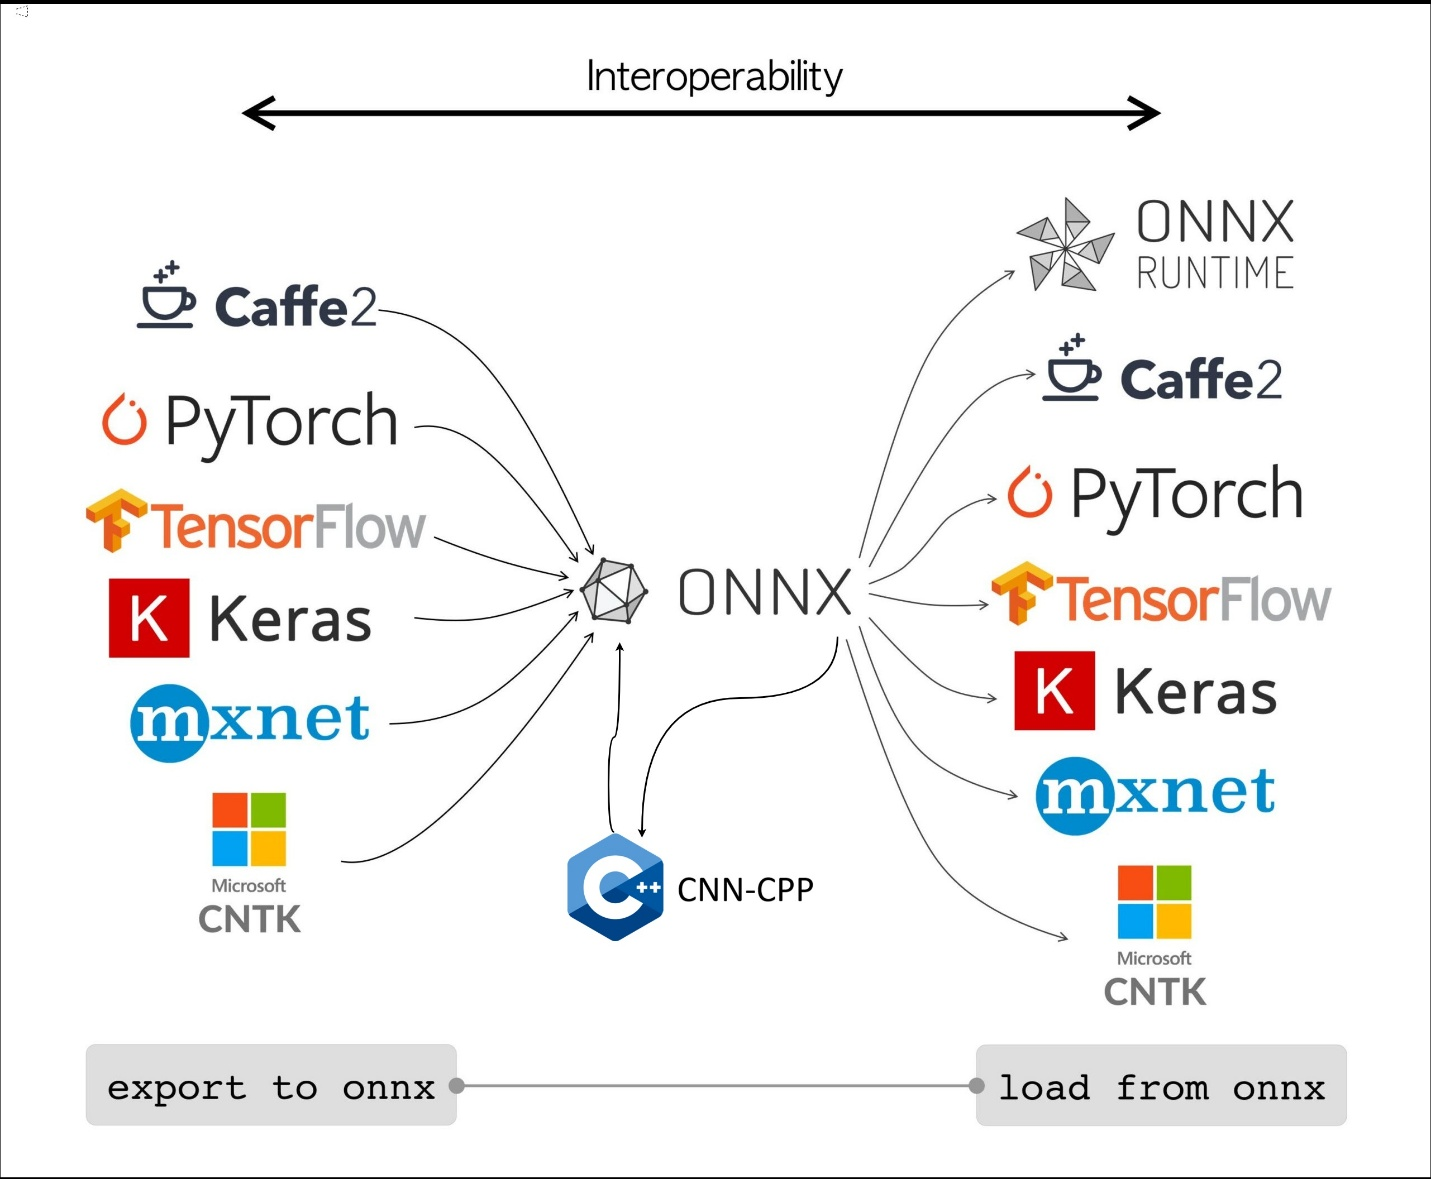 Interoperability
Caffe2
PyTorch
TensorFlow
K Keras
mxnet
Microsoft
CNTK
ONNX
C++ CNN-CPP
ONNX
RUNTIME
Caffe2
PyTorch
TensorFlow
K Keras
mxnet
Microsoft
CNTK
export to onnx
load from onnx